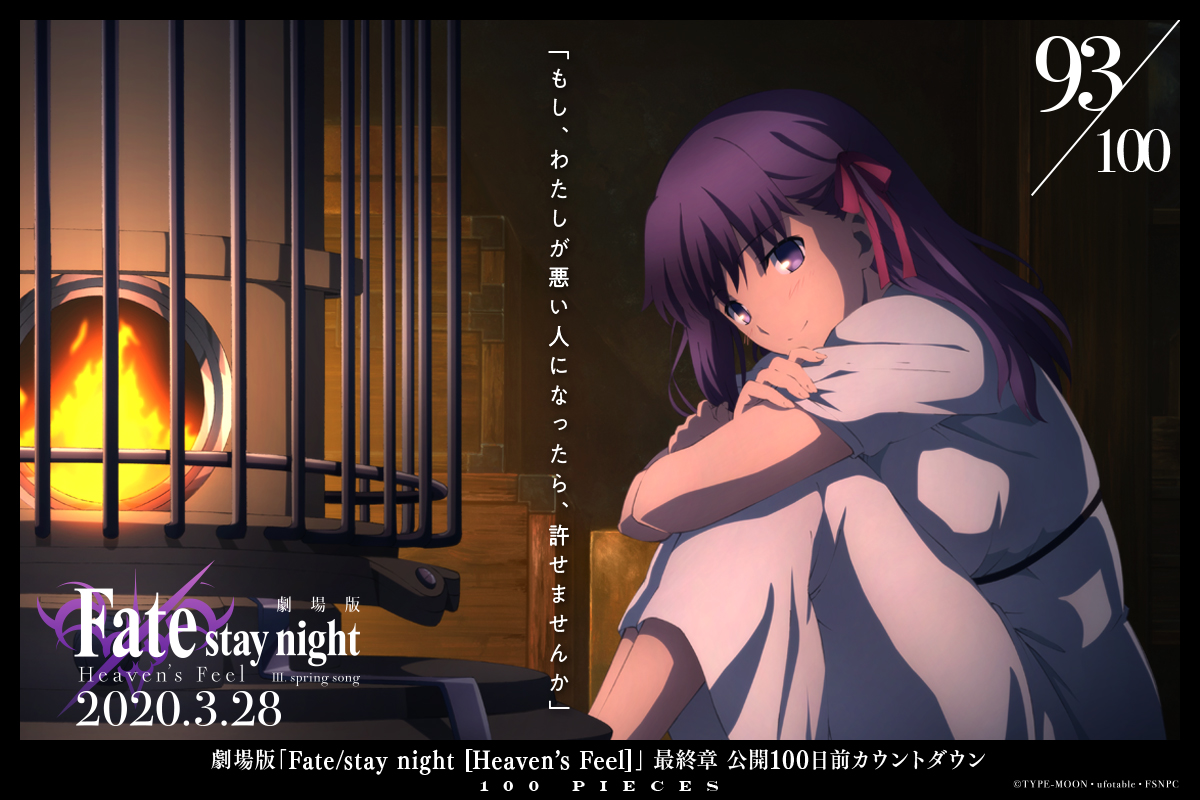 93/100
「もし、わたしが悪い人になったら、許せませんか」
劇場版
Fate stay night
Heaven's Feel III. spring song
2020.3.28
劇場版「Fate/stay night [Heaven's Feel]」 最終章 公開100日前カウントダウン
100 PIECES
©TYPE-MOON・ufotable・FSNPC